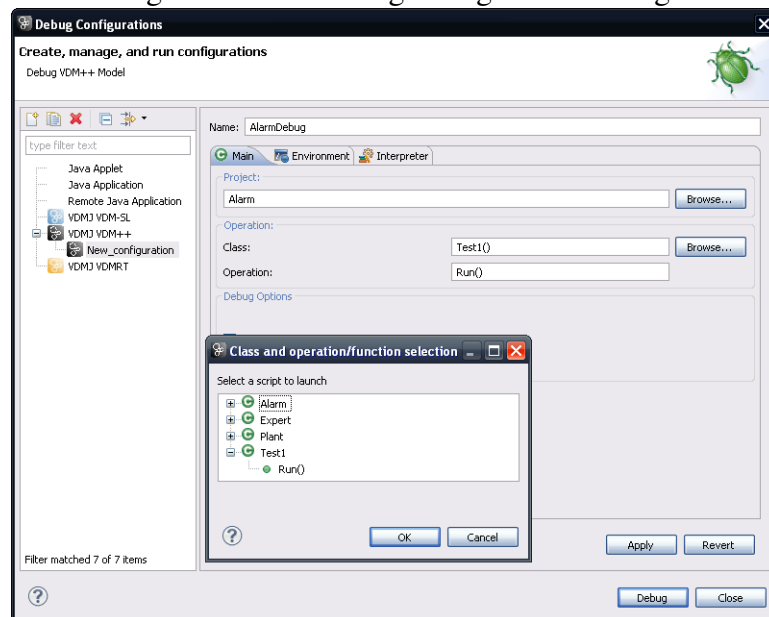 Debug Configurations
Create, manage, and run configurations
Debug VDM++ Model
type filter text
Java Applet
Java Application
Remote Java Application
VDMJ VDM-SL
VDMJ VDM++
New_configuration
VDMJ VDMRT
Filter matched 7 of 7 items
Name: AlarmDebug
Main Environment Interpreter
Project:
Alarm Browse...
Operation:
Class: Test1() Browse...
Operation: Run()
Debug Options
Class and operation/function selection
Select a script to launch
Alarm
Expert
Plant
Test1
Run()
OK Cancel
Apply Revert
Debug Close